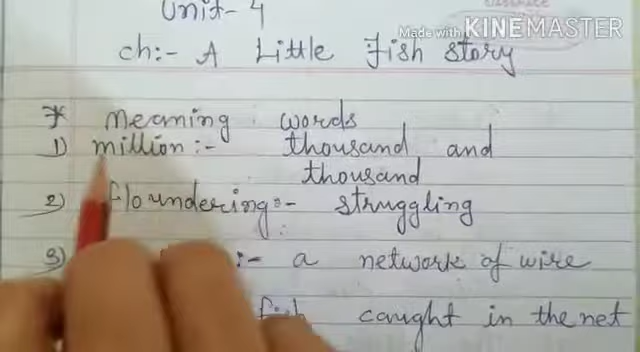 Unit-4
Made with KINEMASTER
ch:- A Little Fish story
* Meaning words
1) million:- thousand and
thousand
2) floundering:- struggling
3) :- a network of wire
caught in the net